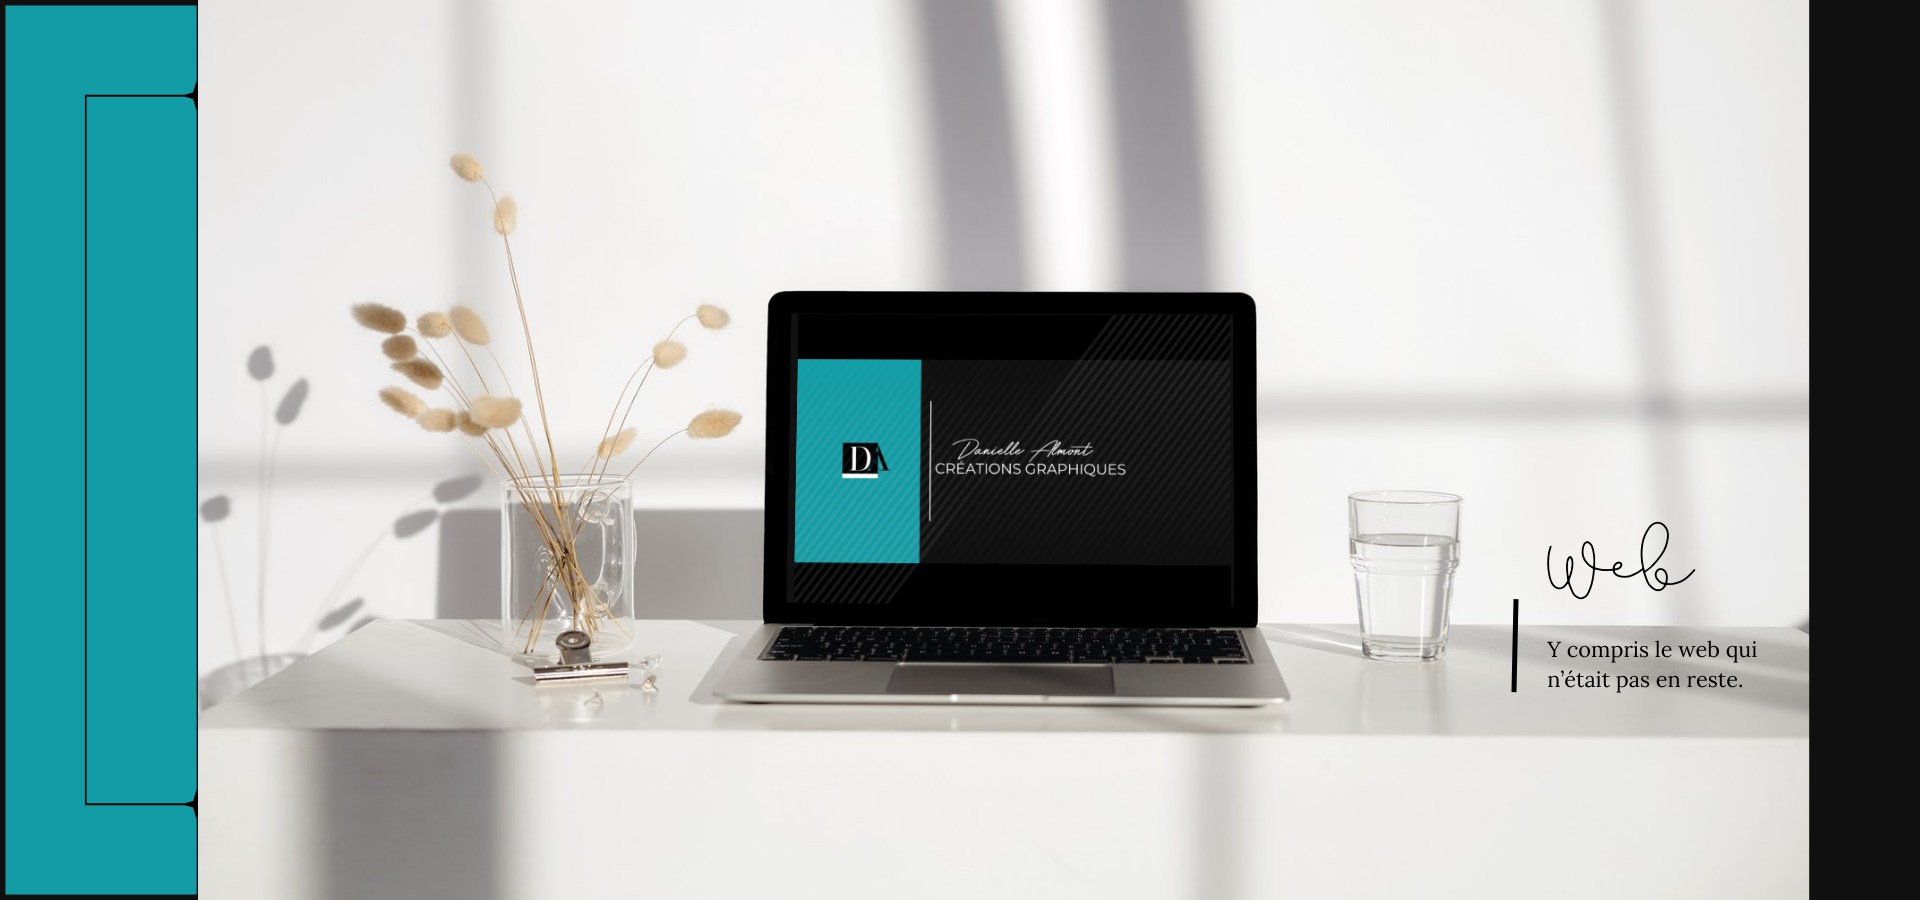 DA
Danielle Almont
CRÉATIONS GRAPHIQUES
Web
Y compris le web qui
n'était pas en reste.